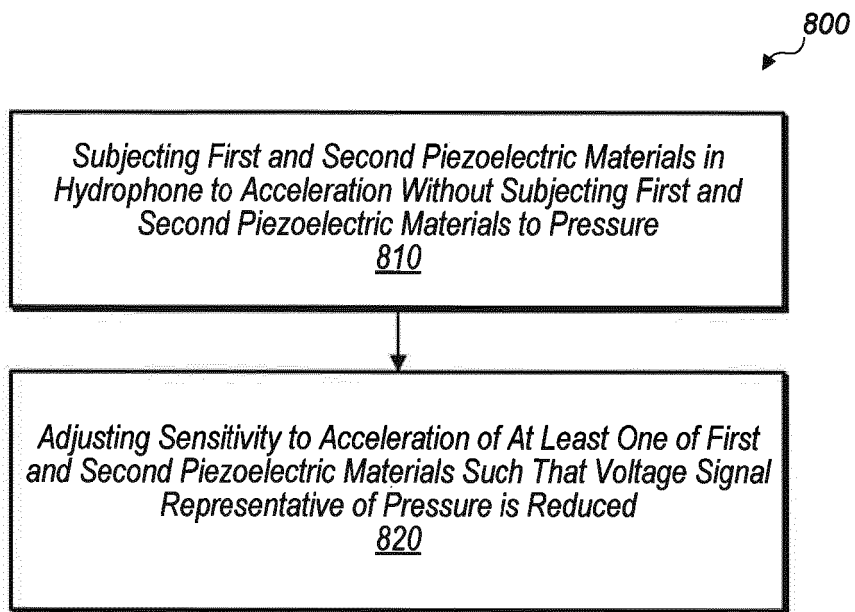 800
Subjecting First and Second Piezoelectric Materials in
Hydrophone to Acceleration Without Subjecting First and
Second Piezoelectric Materials to Pressure
810
Adjusting Sensitivity to Acceleration of At Least One of First
and Second Piezoelectric Materials Such That Voltage Signal
Representative of Pressure is Reduced
820